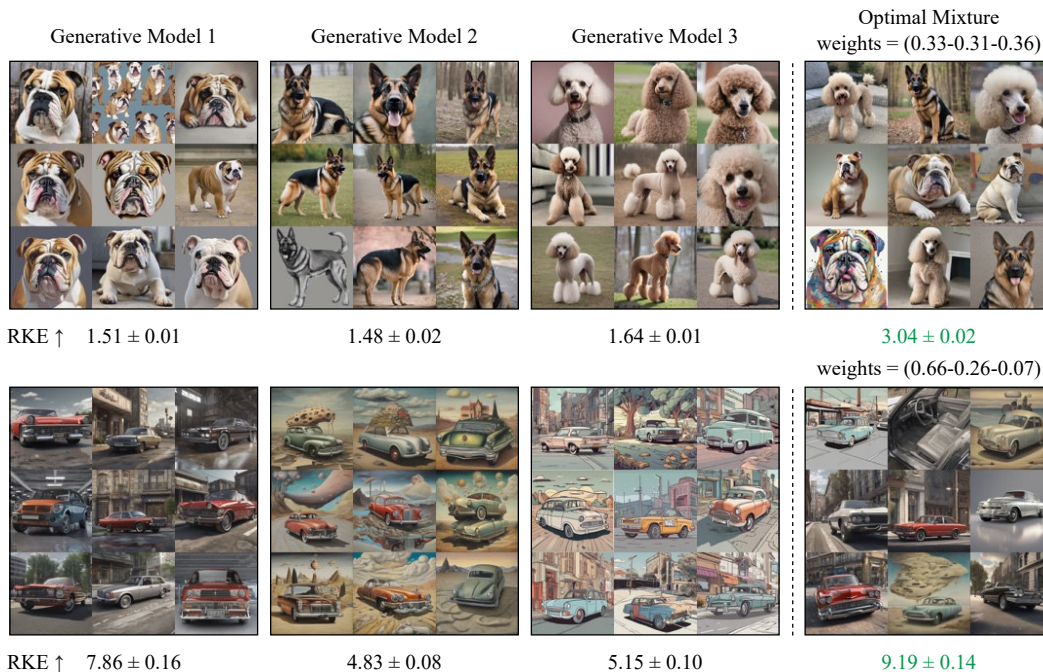 Generative Model 1
Generative Model 2
Generative Model 3
Optimal Mixture
weights = (0.33-0.31-0.36)
RKE ↑ 1.51 ± 0.01
1.48 ± 0.02
1.64 ± 0.01
3.04 ± 0.02
weights = (0.66-0.26-0.07)
RKE ↑ 7.86 ± 0.16
4.83 ± 0.08
5.15 ± 0.10
9.19 ± 0.14